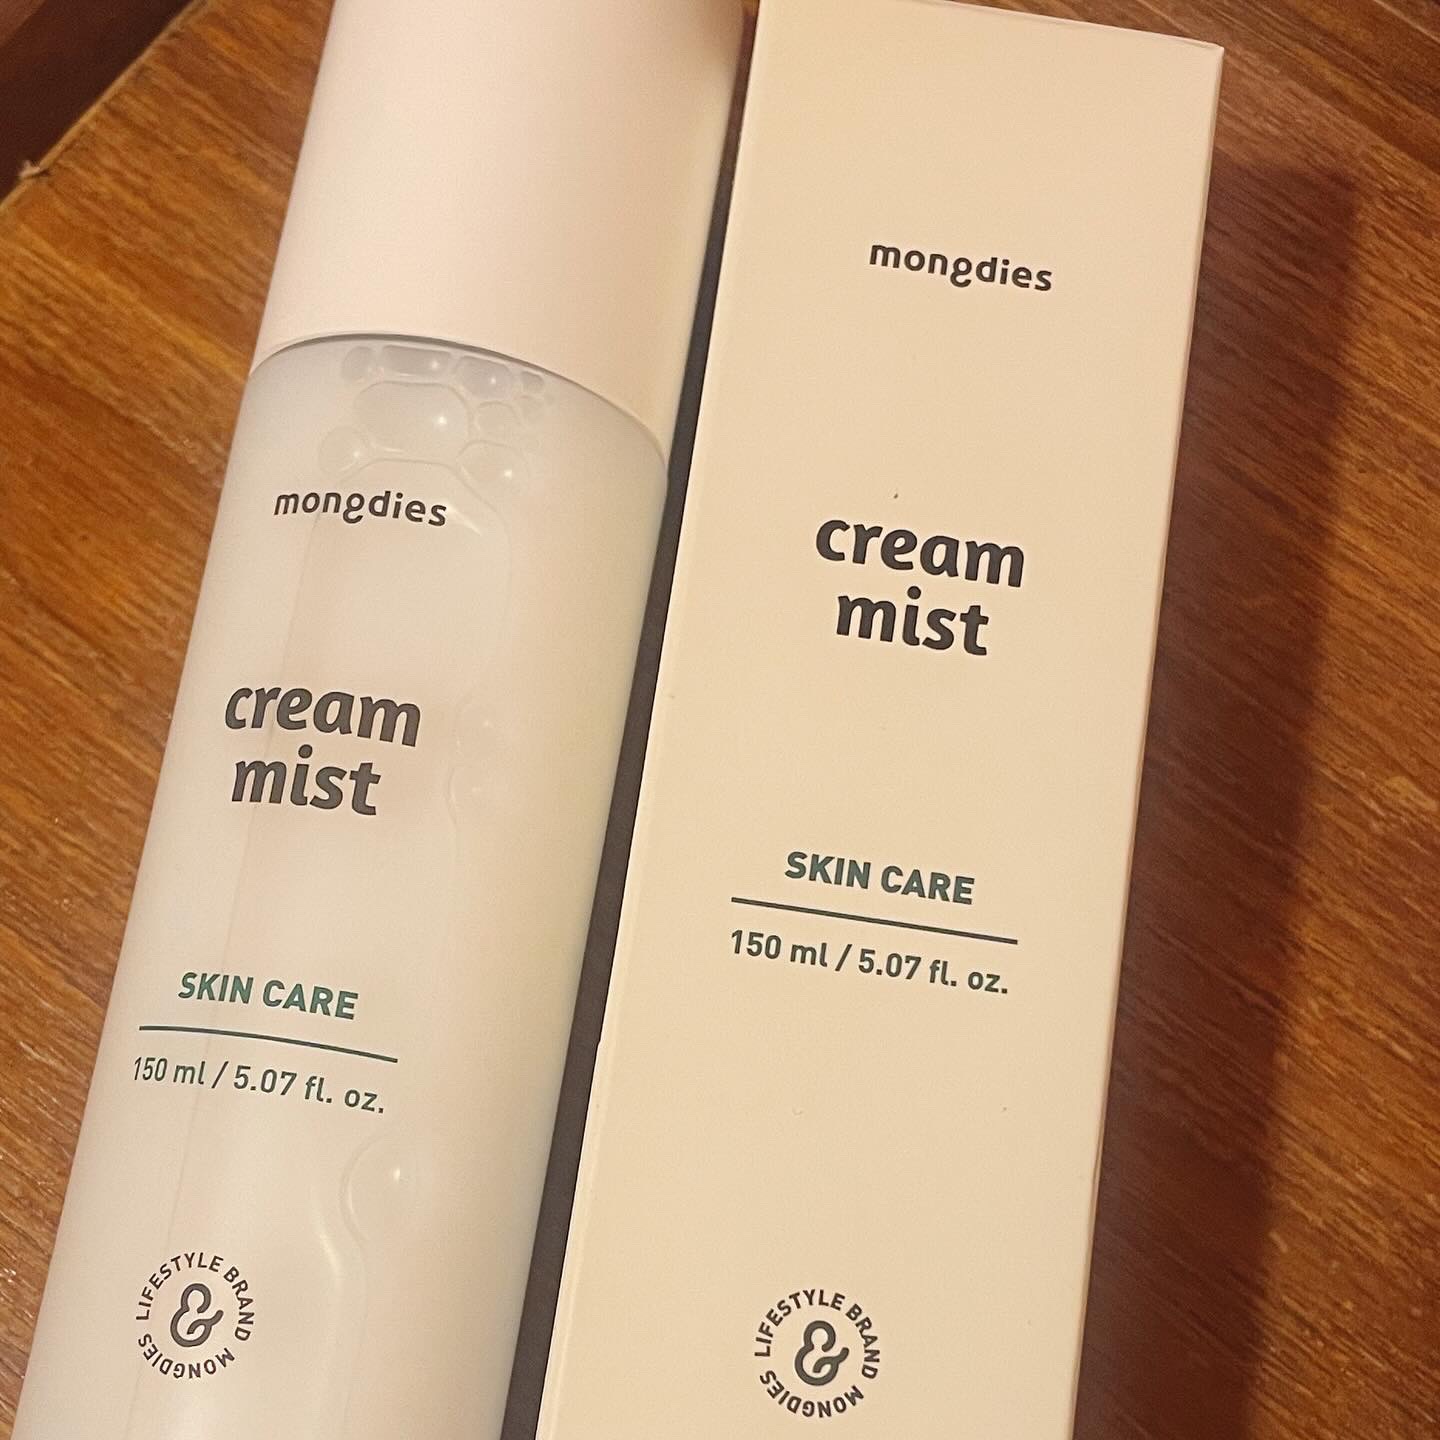 mongdies
cream
mist
SKIN CARE
150 ml / 5.07 fl. oz.
LIFESTYLE BRAND MONGDIES
&
mongdies
cream
mist
SKIN CARE
150 ml / 5.07 fl. oz.
LIFESTYLE BRAND MONGDIES
&